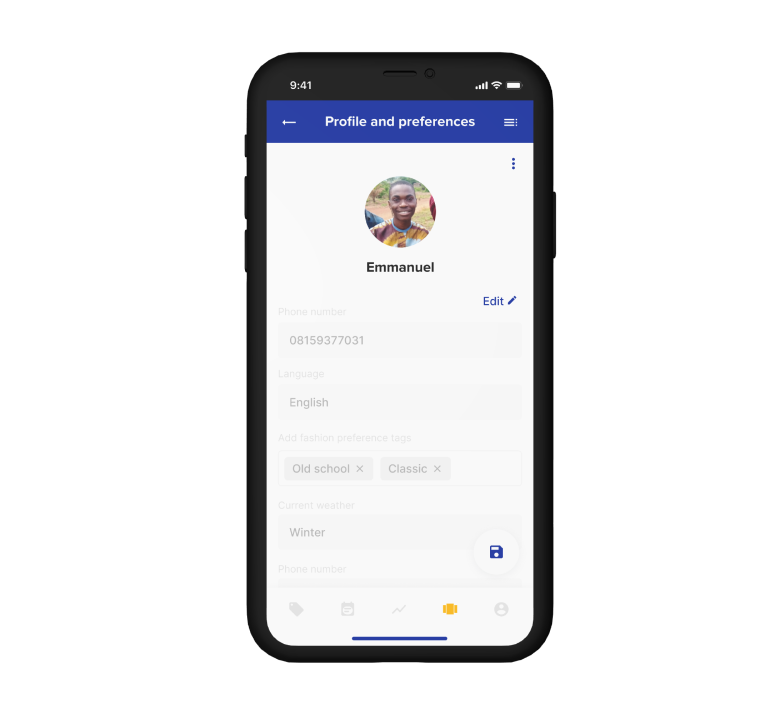 9:41
Profile and preferences
Emmanuel
Edit
Phone number
08159377031
Language
English
Add fashion preference tags
Old school × Classic ×
Current weather
Winter
Phone number